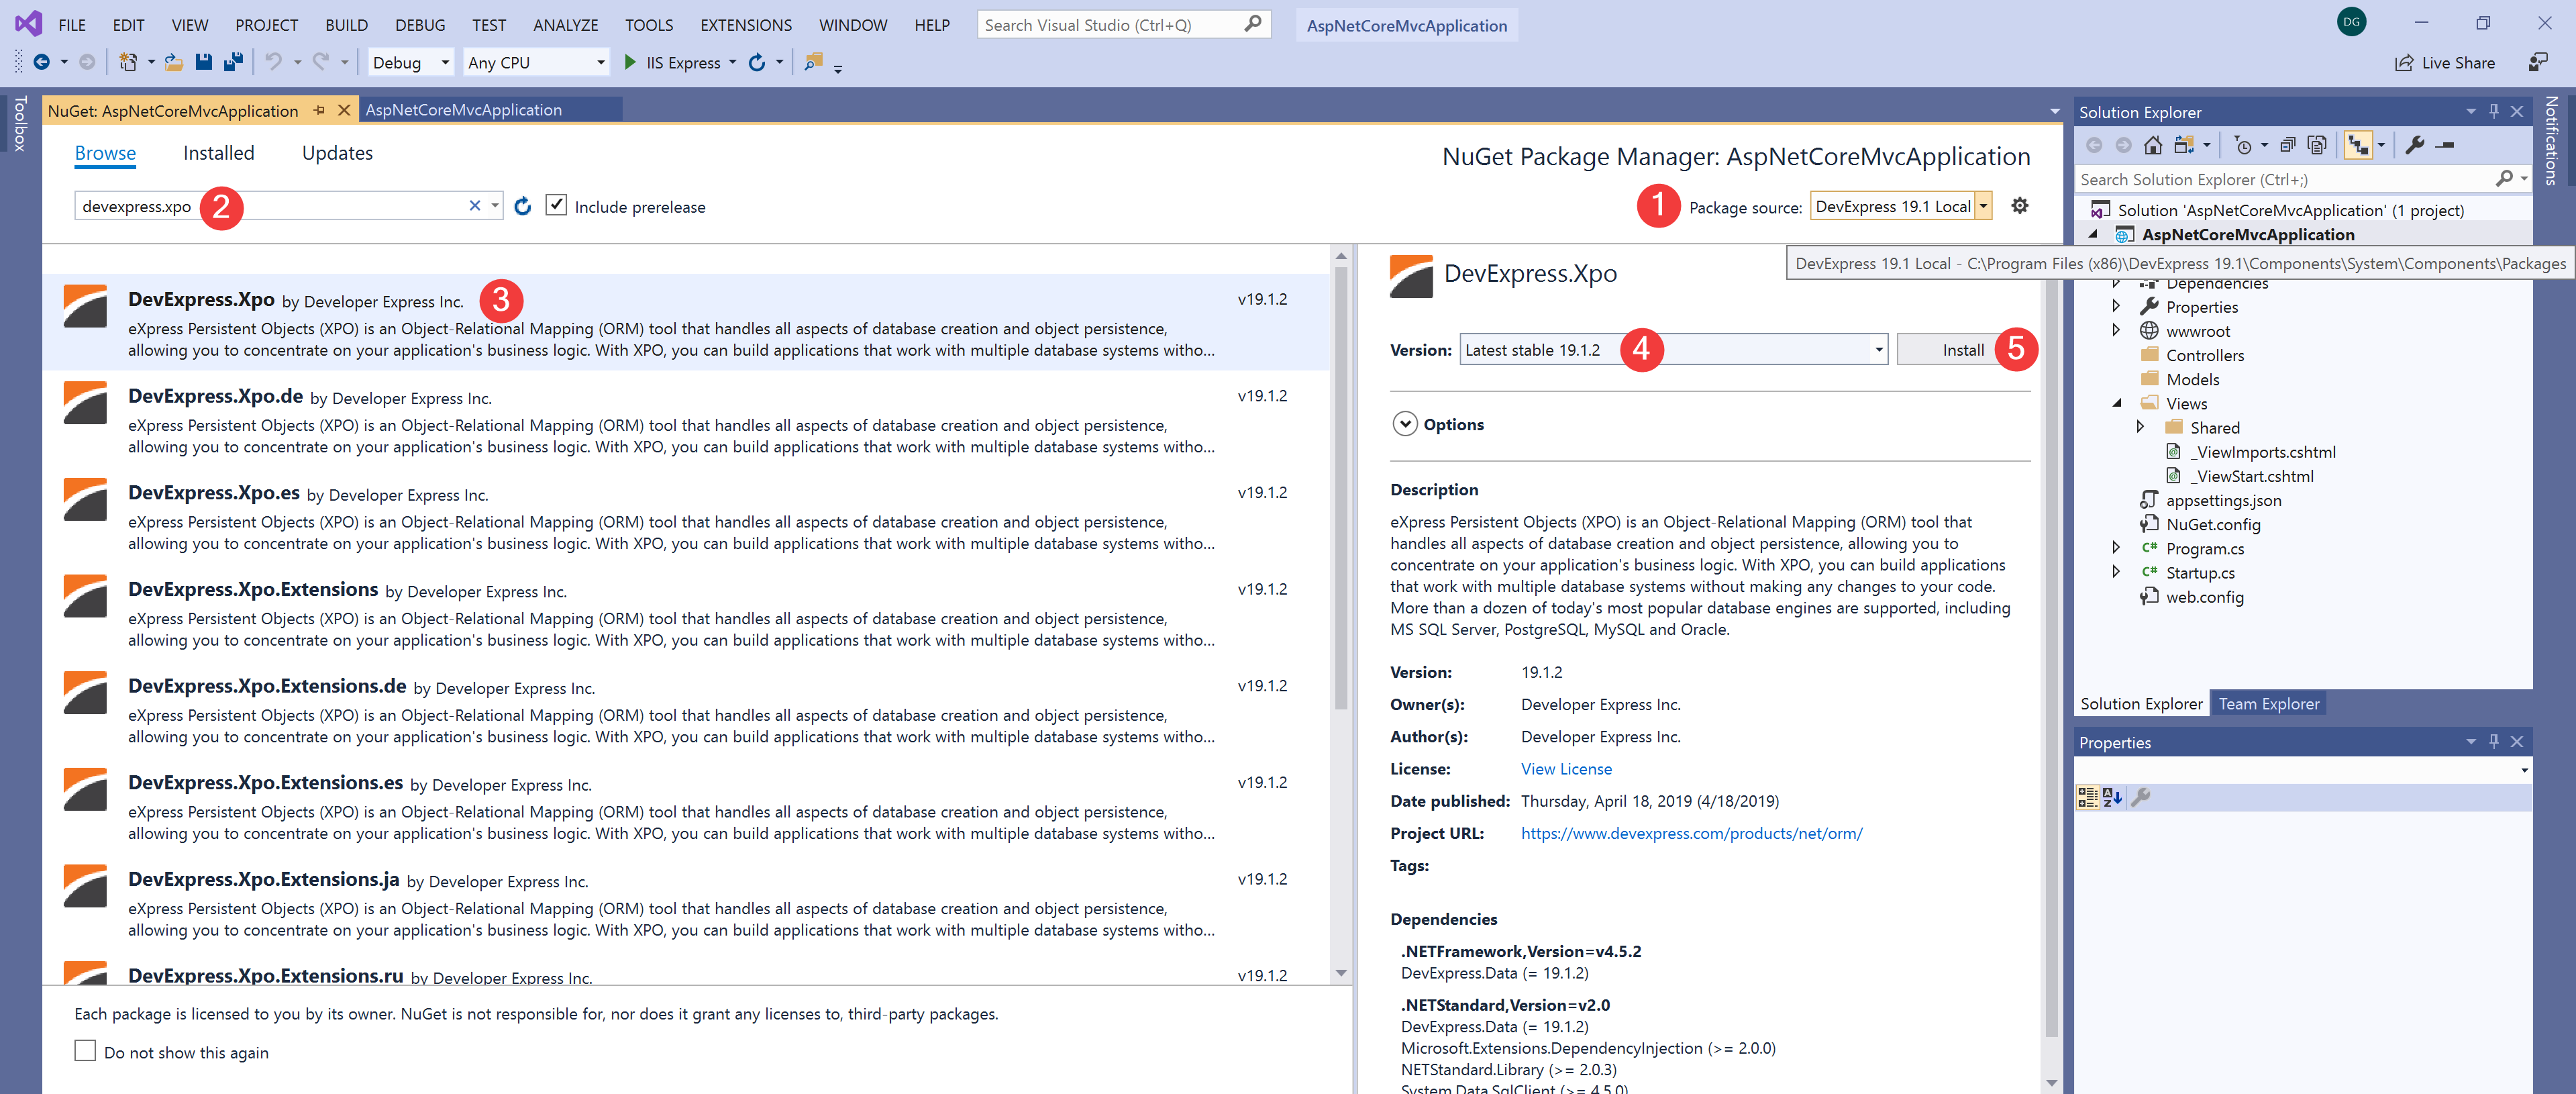 FILE EDIT VIEW PROJECT BUILD DEBUG TEST ANALYZE TOOLS EXTENSIONS WINDOW HELP Search Visual Studio (Ctrl+Q) AspNetCoreMvcApplication DG
Debug Any CPU IIS Express Live Share
Toolbox
NuGet: AspNetCoreMvcApplication AspNetCoreMvcApplication
Browse Installed Updates
NuGet Package Manager: AspNetCoreMvcApplication
devexpress.xpo 2 Include prerelease
1 Package source: DevExpress 19.1 Local
DevExpress.Xpo by Developer Express Inc. 3 v19.1.2
eXpress Persistent Objects (XPO) is an Object-Relational Mapping (ORM) tool that handles all aspects of database creation and object persistence,
allowing you to concentrate on your application's business logic. With XPO, you can build applications that work with multiple database systems witho...
DevExpress.Xpo.de by Developer Express Inc. v19.1.2
eXpress Persistent Objects (XPO) is an Object-Relational Mapping (ORM) tool that handles all aspects of database creation and object persistence,
allowing you to concentrate on your application's business logic. With XPO, you can build applications that work with multiple database systems witho...
DevExpress.Xpo.es by Developer Express Inc. v19.1.2
eXpress Persistent Objects (XPO) is an Object-Relational Mapping (ORM) tool that handles all aspects of database creation and object persistence,
allowing you to concentrate on your application's business logic. With XPO, you can build applications that work with multiple database systems witho...
DevExpress.Xpo.Extensions by Developer Express Inc. v19.1.2
eXpress Persistent Objects (XPO) is an Object-Relational Mapping (ORM) tool that handles all aspects of database creation and object persistence,
allowing you to concentrate on your application's business logic. With XPO, you can build applications that work with multiple database systems witho...
DevExpress.Xpo.Extensions.de by Developer Express Inc. v19.1.2
eXpress Persistent Objects (XPO) is an Object-Relational Mapping (ORM) tool that handles all aspects of database creation and object persistence,
allowing you to concentrate on your application's business logic. With XPO, you can build applications that work with multiple database systems witho...
DevExpress.Xpo.Extensions.es by Developer Express Inc. v19.1.2
eXpress Persistent Objects (XPO) is an Object-Relational Mapping (ORM) tool that handles all aspects of database creation and object persistence,
allowing you to concentrate on your application's business logic. With XPO, you can build applications that work with multiple database systems witho...
DevExpress.Xpo.Extensions.ja by Developer Express Inc. v19.1.2
eXpress Persistent Objects (XPO) is an Object-Relational Mapping (ORM) tool that handles all aspects of database creation and object persistence,
allowing you to concentrate on your application's business logic. With XPO, you can build applications that work with multiple database systems witho...
DevExpress.Xpo.Extensions.ru by Developer Express Inc. v19.1.2
Each package is licensed to you by its owner. NuGet is not responsible for, nor does it grant any licenses to, third-party packages.
Do not show this again
DevExpress.Xpo
Version: Latest stable 19.1.2 4 Install 5
Options
Description
eXpress Persistent Objects (XPO) is an Object-Relational Mapping (ORM) tool that
handles all aspects of database creation and object persistence, allowing you to
concentrate on your application's business logic. With XPO, you can build applications
that work with multiple database systems without making any changes to your code.
More than a dozen of today's most popular database engines are supported, including
MS SQL Server, PostgreSQL, MySQL and Oracle.
Version: 19.1.2
Owner(s): Developer Express Inc.
Author(s): Developer Express Inc.
License: View License
Date published: Thursday, April 18, 2019 (4/18/2019)
Project URL: https://www.devexpress.com/products/net/orm/
Tags:
Dependencies
.NETFramework,Version=v4.5.2
DevExpress.Data (= 19.1.2)
.NETStandard,Version=v2.0
DevExpress.Data (= 19.1.2)
Microsoft.Extensions.DependencyInjection (>= 2.0.0)
NETStandard.Library (>= 2.0.3)
System.Data.SqlClient (>= 4.5.0)
Solution Explorer
Search Solution Explorer (Ctrl+;)
Solution 'AspNetCoreMvcApplication' (1 project)
AspNetCoreMvcApplication
DevExpress 19.1 Local - C:\Program Files (x86)\DevExpress 19.1\Components\System\Components\Packages
Dependencies
Properties
wwwroot
Controllers
Models
Views
Shared
_ViewImports.cshtml
_ViewStart.cshtml
appsettings.json
NuGet.config
C# Program.cs
C# Startup.cs
web.config
Solution Explorer Team Explorer
Properties
Notifications